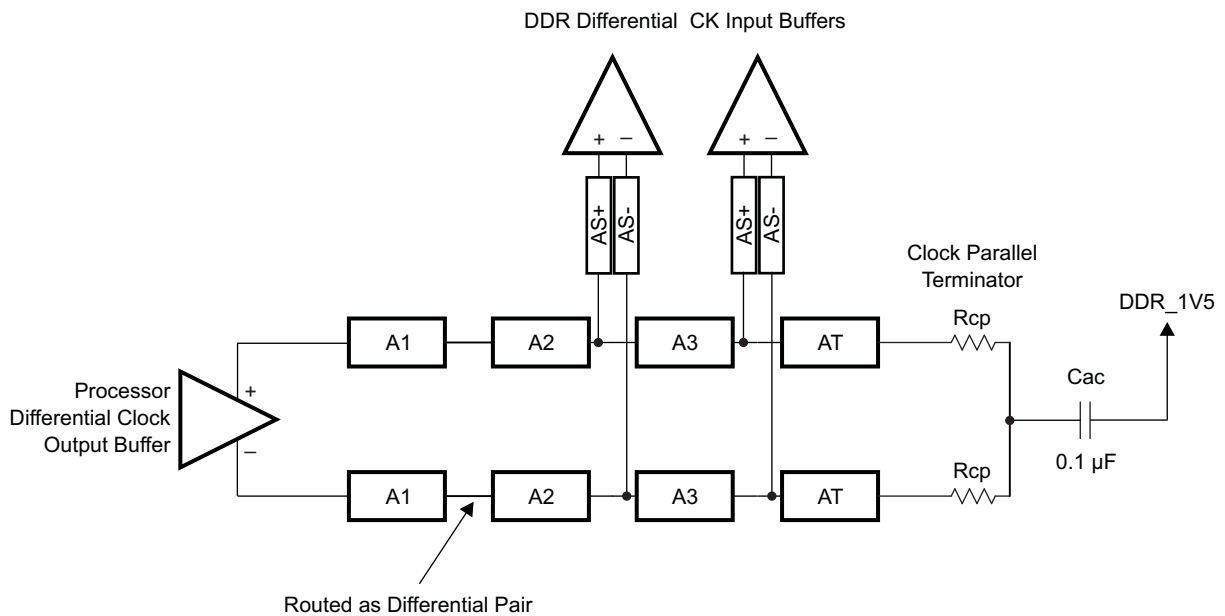 DDR Differential CK Input Buffers
+ –
+ –
AS+
AS-
AS+
AS-
Clock Parallel
Terminator
DDR_1V5
A1
A2
A3
AT
Rcp
Processor
Differential Clock
Output Buffer
+
–
Cac
0.1 µF
A1
A2
A3
AT
Rcp
Routed as Differential Pair